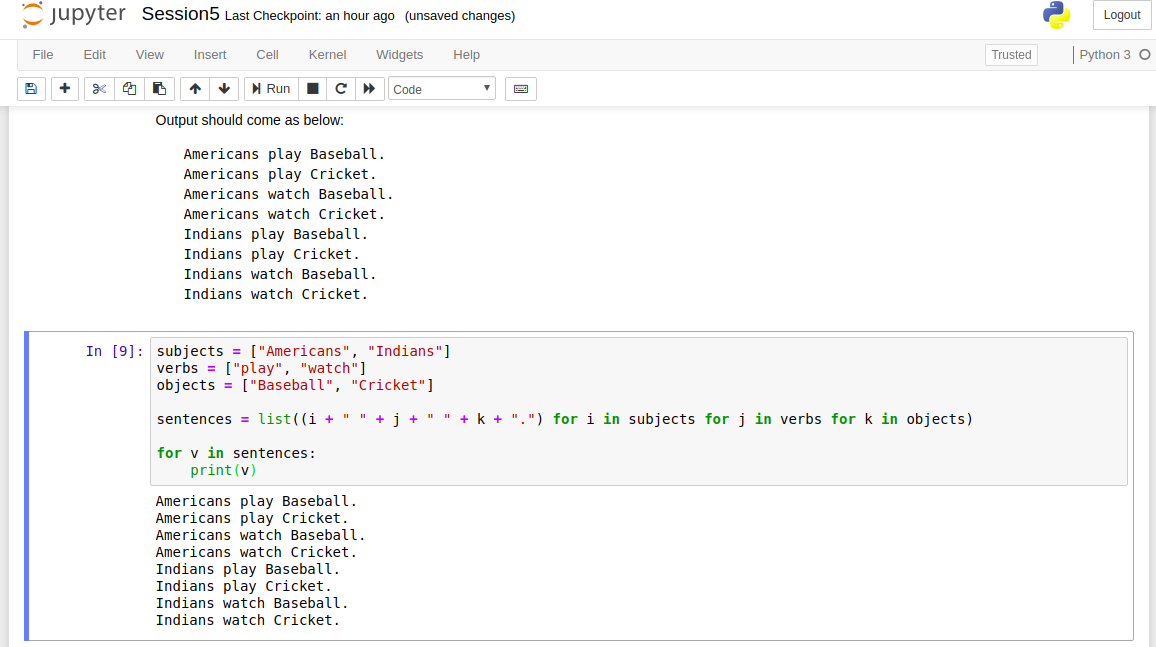 jupyter Session5 Last Checkpoint: an hour ago (unsaved changes) Logout
File Edit View Insert Cell Kernel Widgets Help Trusted Python 3
Run Code
Output should come as below:
Americans play Baseball.
Americans play Cricket.
Americans watch Baseball.
Americans watch Cricket.
Indians play Baseball.
Indians play Cricket.
Indians watch Baseball.
Indians watch Cricket.
In [9]: subjects = ["Americans", "Indians"]
verbs = ["play", "watch"]
objects = ["Baseball", "Cricket"]
sentences = list((i + " " + j + " " + k + ".") for i in subjects for j in verbs for k in objects)
for v in sentences:
    print(v)
Americans play Baseball.
Americans play Cricket.
Americans watch Baseball.
Americans watch Cricket.
Indians play Baseball.
Indians play Cricket.
Indians watch Baseball.
Indians watch Cricket.